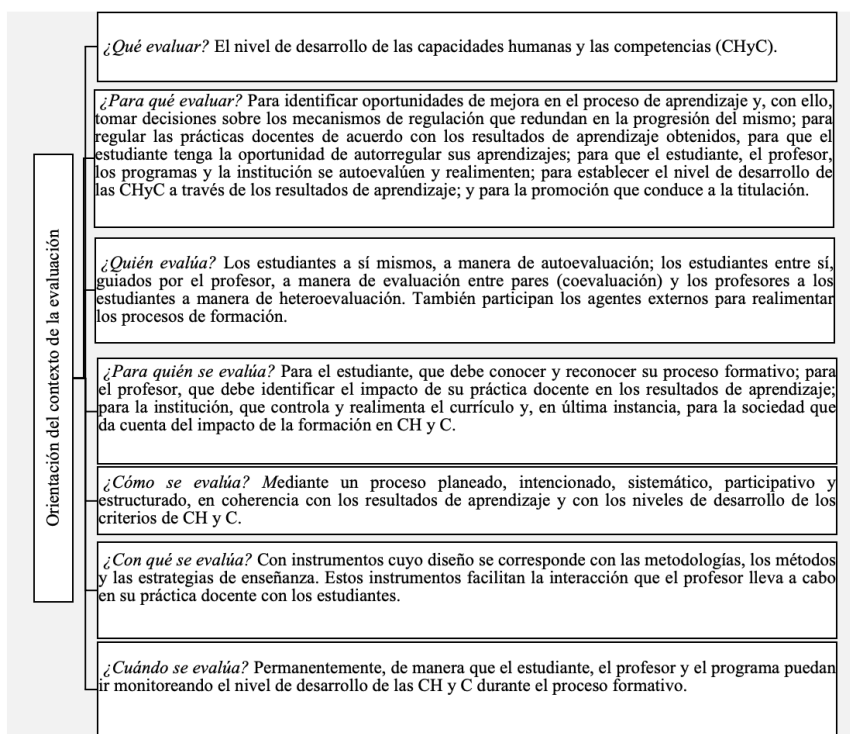 Orientación del contexto de la evaluación
¿Qué evaluar? El nivel de desarrollo de las capacidades humanas y las competencias (CHyC).
¿Para qué evaluar? Para identificar oportunidades de mejora en el proceso de aprendizaje y, con ello,
tomar decisiones sobre los mecanismos de regulación que redundan en la progresión del mismo; para
regular las prácticas docentes de acuerdo con los resultados de aprendizaje obtenidos, para que el
estudiante tenga la oportunidad de autorregular sus aprendizajes; para que el estudiante, el profesor,
los programas y la institución se autoevalúen y realimenten; para establecer el nivel de desarrollo de
las CHyC a través de los resultados de aprendizaje; y para la promoción que conduce a la titulación.
¿Quién evalúa? Los estudiantes a sí mismos, a manera de autoevaluación; los estudiantes entre sí,
guiados por el profesor, a manera de evaluación entre pares (coevaluación) y los profesores a los
estudiantes a manera de heteroevaluación. También participan los agentes externos para realimentar
los procesos de formación.
¿Para quién se evalúa? Para el estudiante, que debe conocer y reconocer su proceso formativo; para
el profesor, que debe identificar el impacto de su práctica docente en los resultados de aprendizaje;
para la institución, que controla y realimenta el currículo y, en última instancia, para la sociedad que
da cuenta del impacto de la formación en CH y C.
¿Cómo se evalúa? Mediante un proceso planeado, intencionado, sistemático, participativo y
estructurado, en coherencia con los resultados de aprendizaje y con los niveles de desarrollo de los
criterios de CH y C.
¿Con qué se evalúa? Con instrumentos cuyo diseño se corresponde con las metodologías, los métodos
y las estrategias de enseñanza. Estos instrumentos facilitan la interacción que el profesor lleva a cabo
en su práctica docente con los estudiantes.
¿Cuándo se evalúa? Permanentemente, de manera que el estudiante, el profesor y el programa puedan
ir monitoreando el nivel de desarrollo de las CH y C durante el proceso formativo.